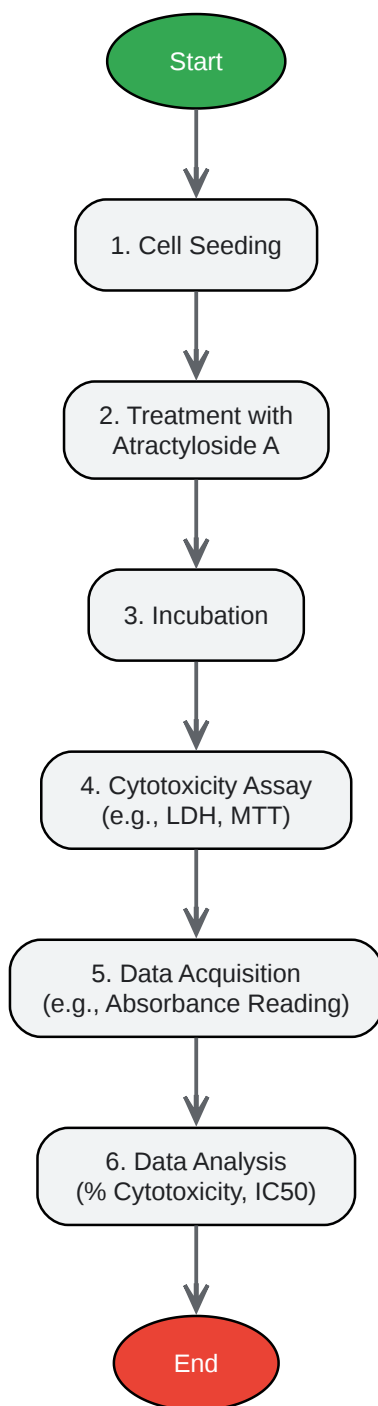 Start
1. Cell Seeding
2. Treatment with
Atractyloside A
3. Incubation
4. Cytotoxicity Assay
(e.g., LDH, MTT)
5. Data Acquisition
(e.g., Absorbance Reading)
6. Data Analysis
(% Cytotoxicity, IC50)
End